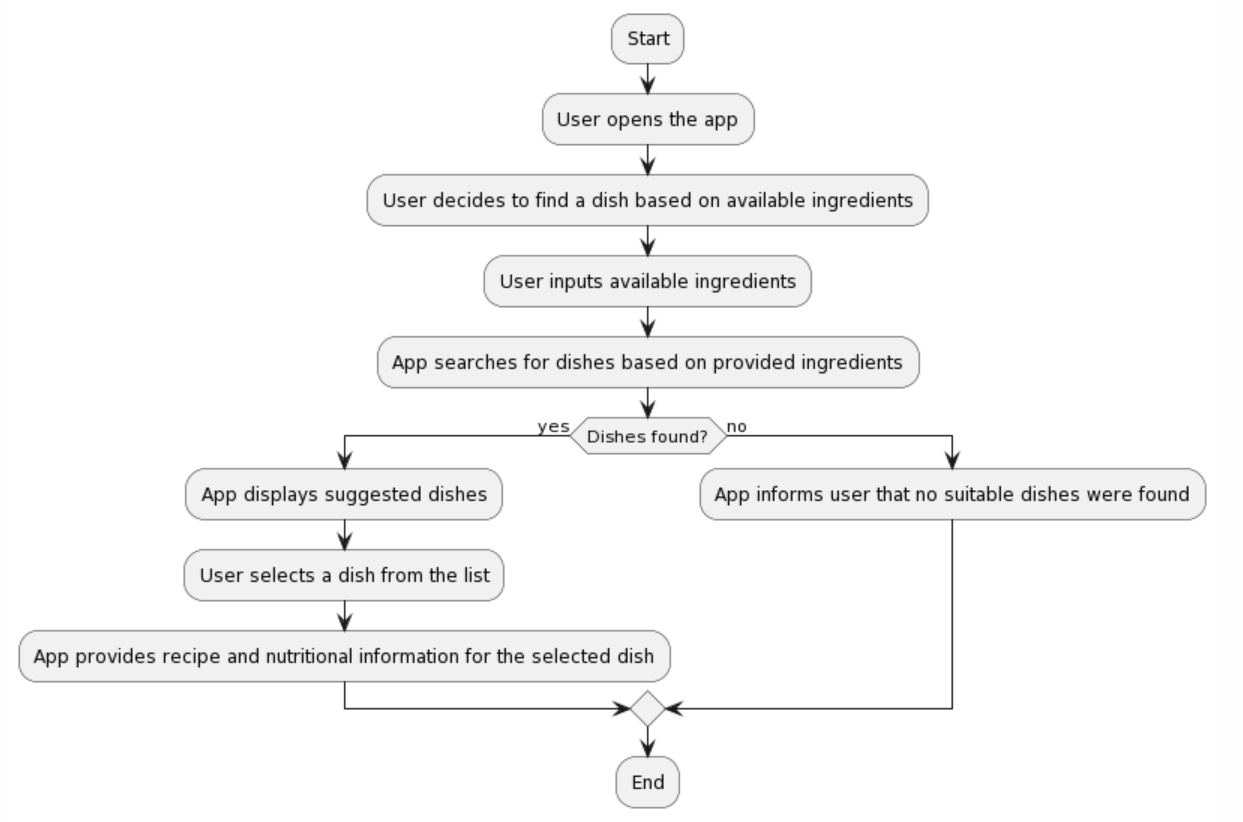 Start
User opens the app
User decides to find a dish based on available ingredients
User inputs available ingredients
App searches for dishes based on provided ingredients
yes
Dishes found?
no
App displays suggested dishes
App informs user that no suitable dishes were found
User selects a dish from the list
App provides recipe and nutritional information for the selected dish
End